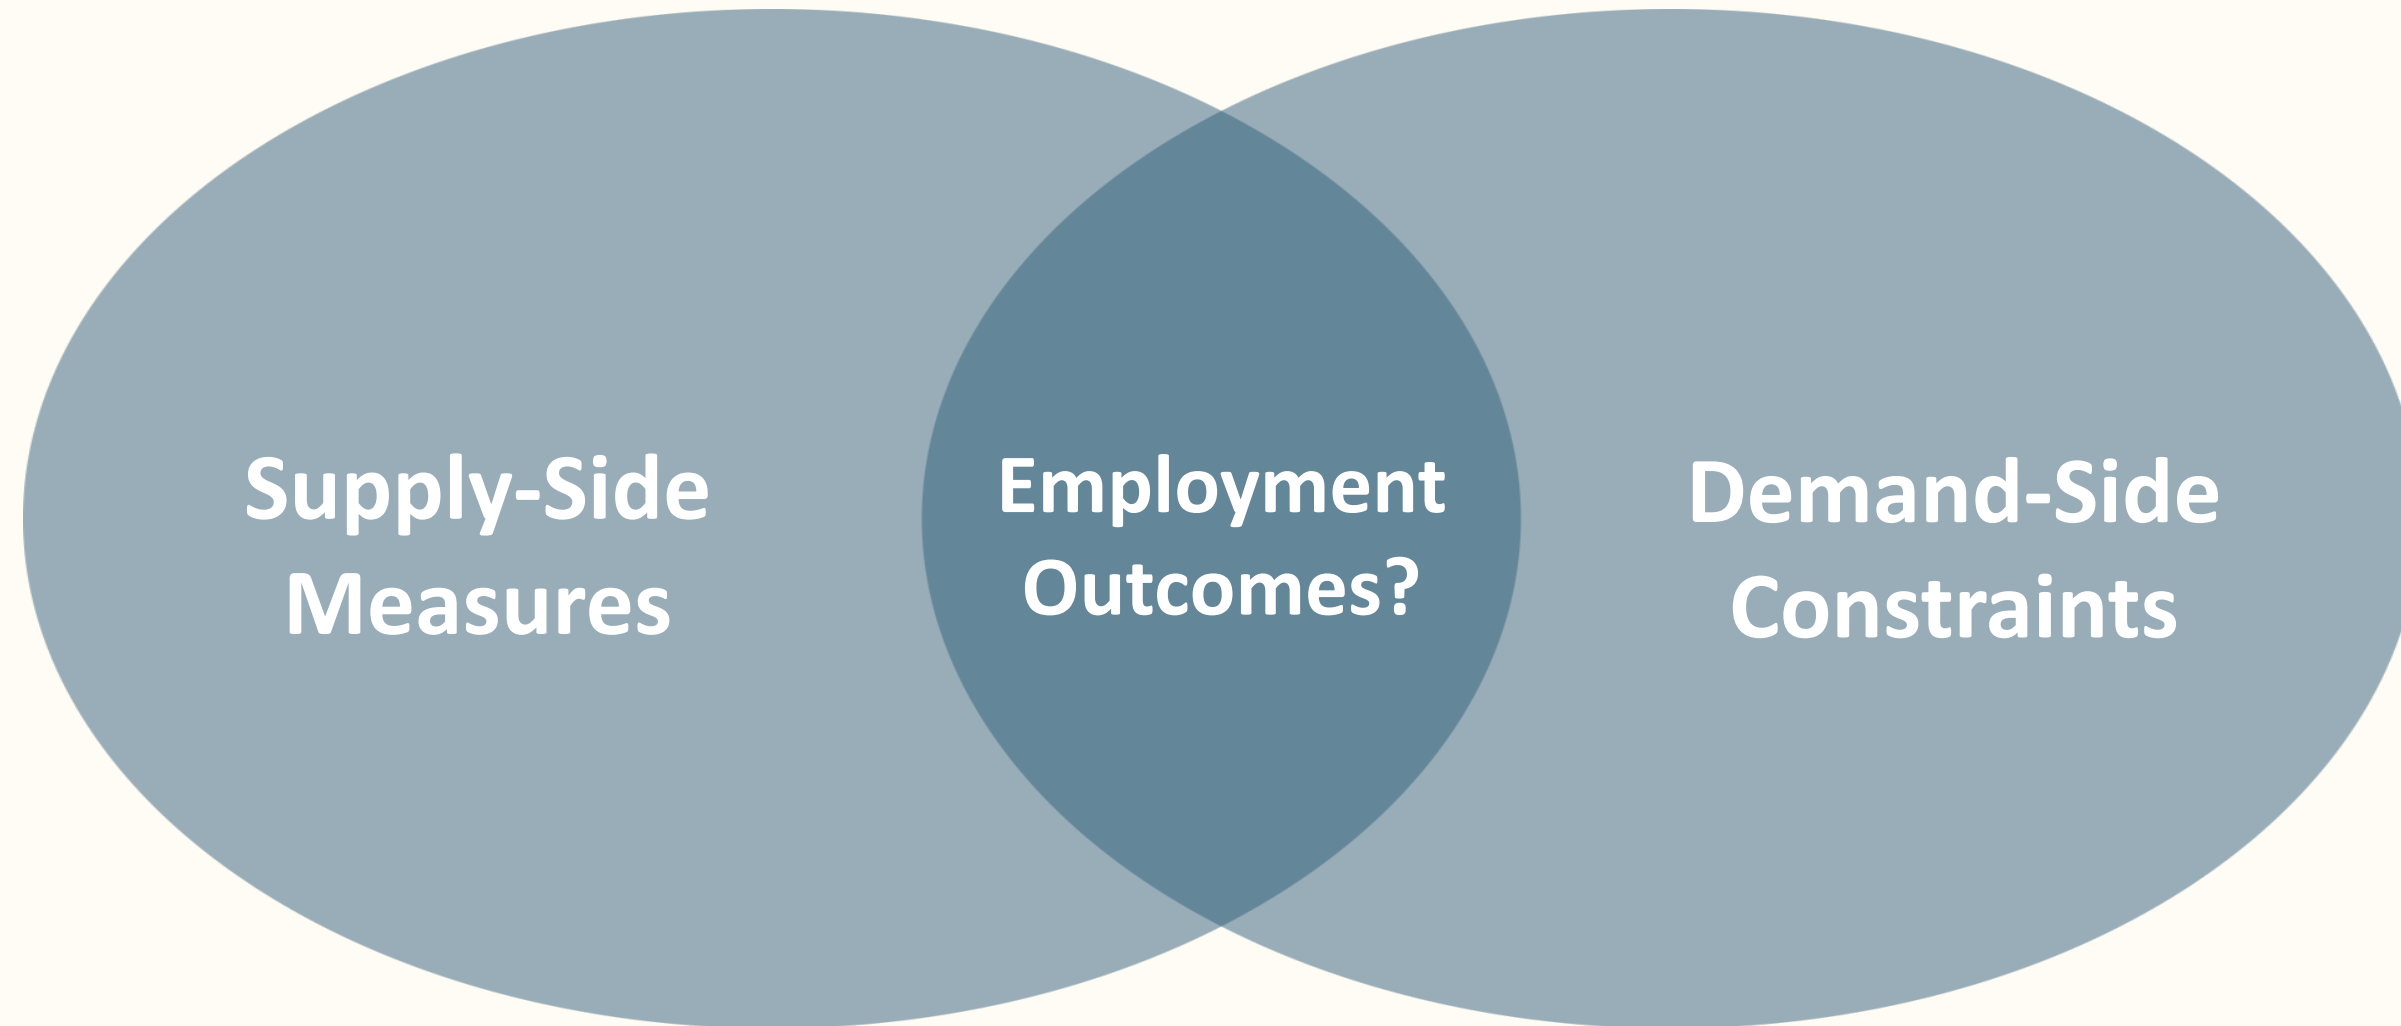 Supply-Side
Measures
Employment
Outcomes?
Demand-Side
Constraints